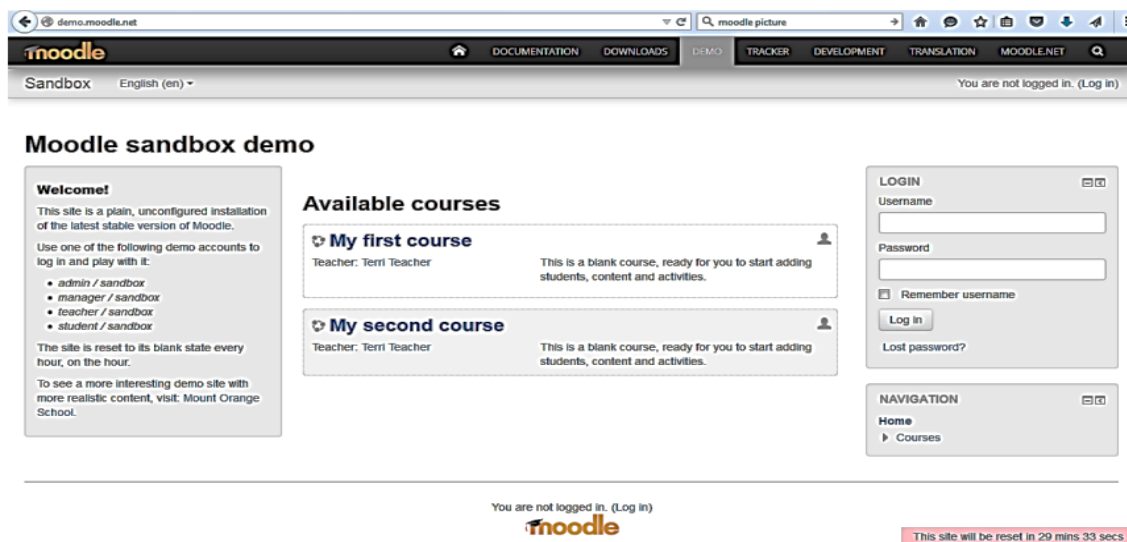 demo.moodle.net
moodle picture
moodle
DOCUMENTATION DOWNLOADS DEMO TRACKER DEVELOPMENT TRANSLATION MOODLE.NET
Sandbox English (en)
You are not logged in. (Log in)
Moodle sandbox demo
Welcome!
This site is a plain, unconfigured installation
of the latest stable version of Moodle.
Use one of the following demo accounts to
log in and play with it:
• admin / sandbox
• manager / sandbox
• teacher / sandbox
• student / sandbox
The site is reset to its blank state every
hour, on the hour.
To see a more interesting demo site with
more realistic content, visit: Mount Orange
School.
Available courses
My first course
Teacher: Terri Teacher
This is a blank course, ready for you to start adding
students, content and activities.
My second course
Teacher: Terri Teacher
This is a blank course, ready for you to start adding
students, content and activities.
LOGIN
Username
Password
Remember username
Log in
Lost password?
NAVIGATION
Home
Courses
You are not logged in. (Log in)
moodle
This site will be reset in 29 mins 33 secs